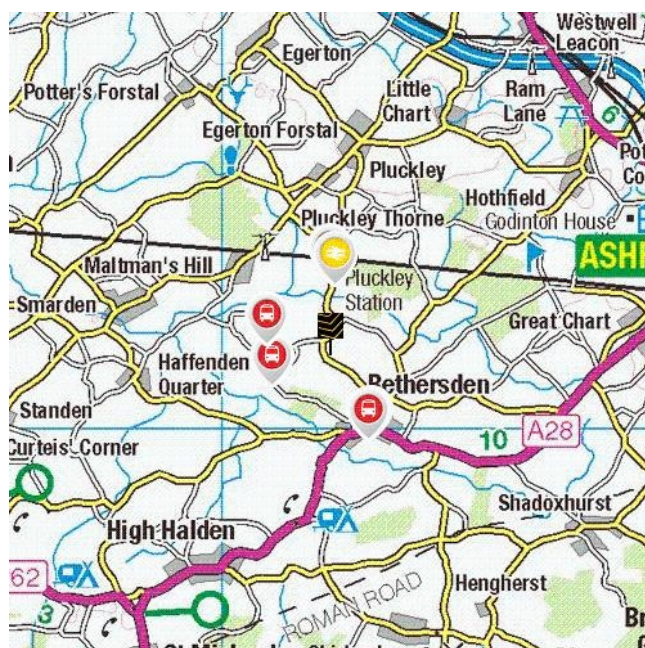 Westwell
Leacon
Egerton
Potter's Forstal
Little
Chart
Ram
Lane
6
Egerton Forstal
Pluckley
Hothfield
Pluckley Thorne
Godinton House
ASH
Maltman's Hill
Pluckley
Station
Smarden
Great Chart
Haffenden
Quarter
Bethersden
Standen
A28
10
Curteis Corner
Shadoxhurst
High Halden
62
Hengherst
3
ROMAN ROAD